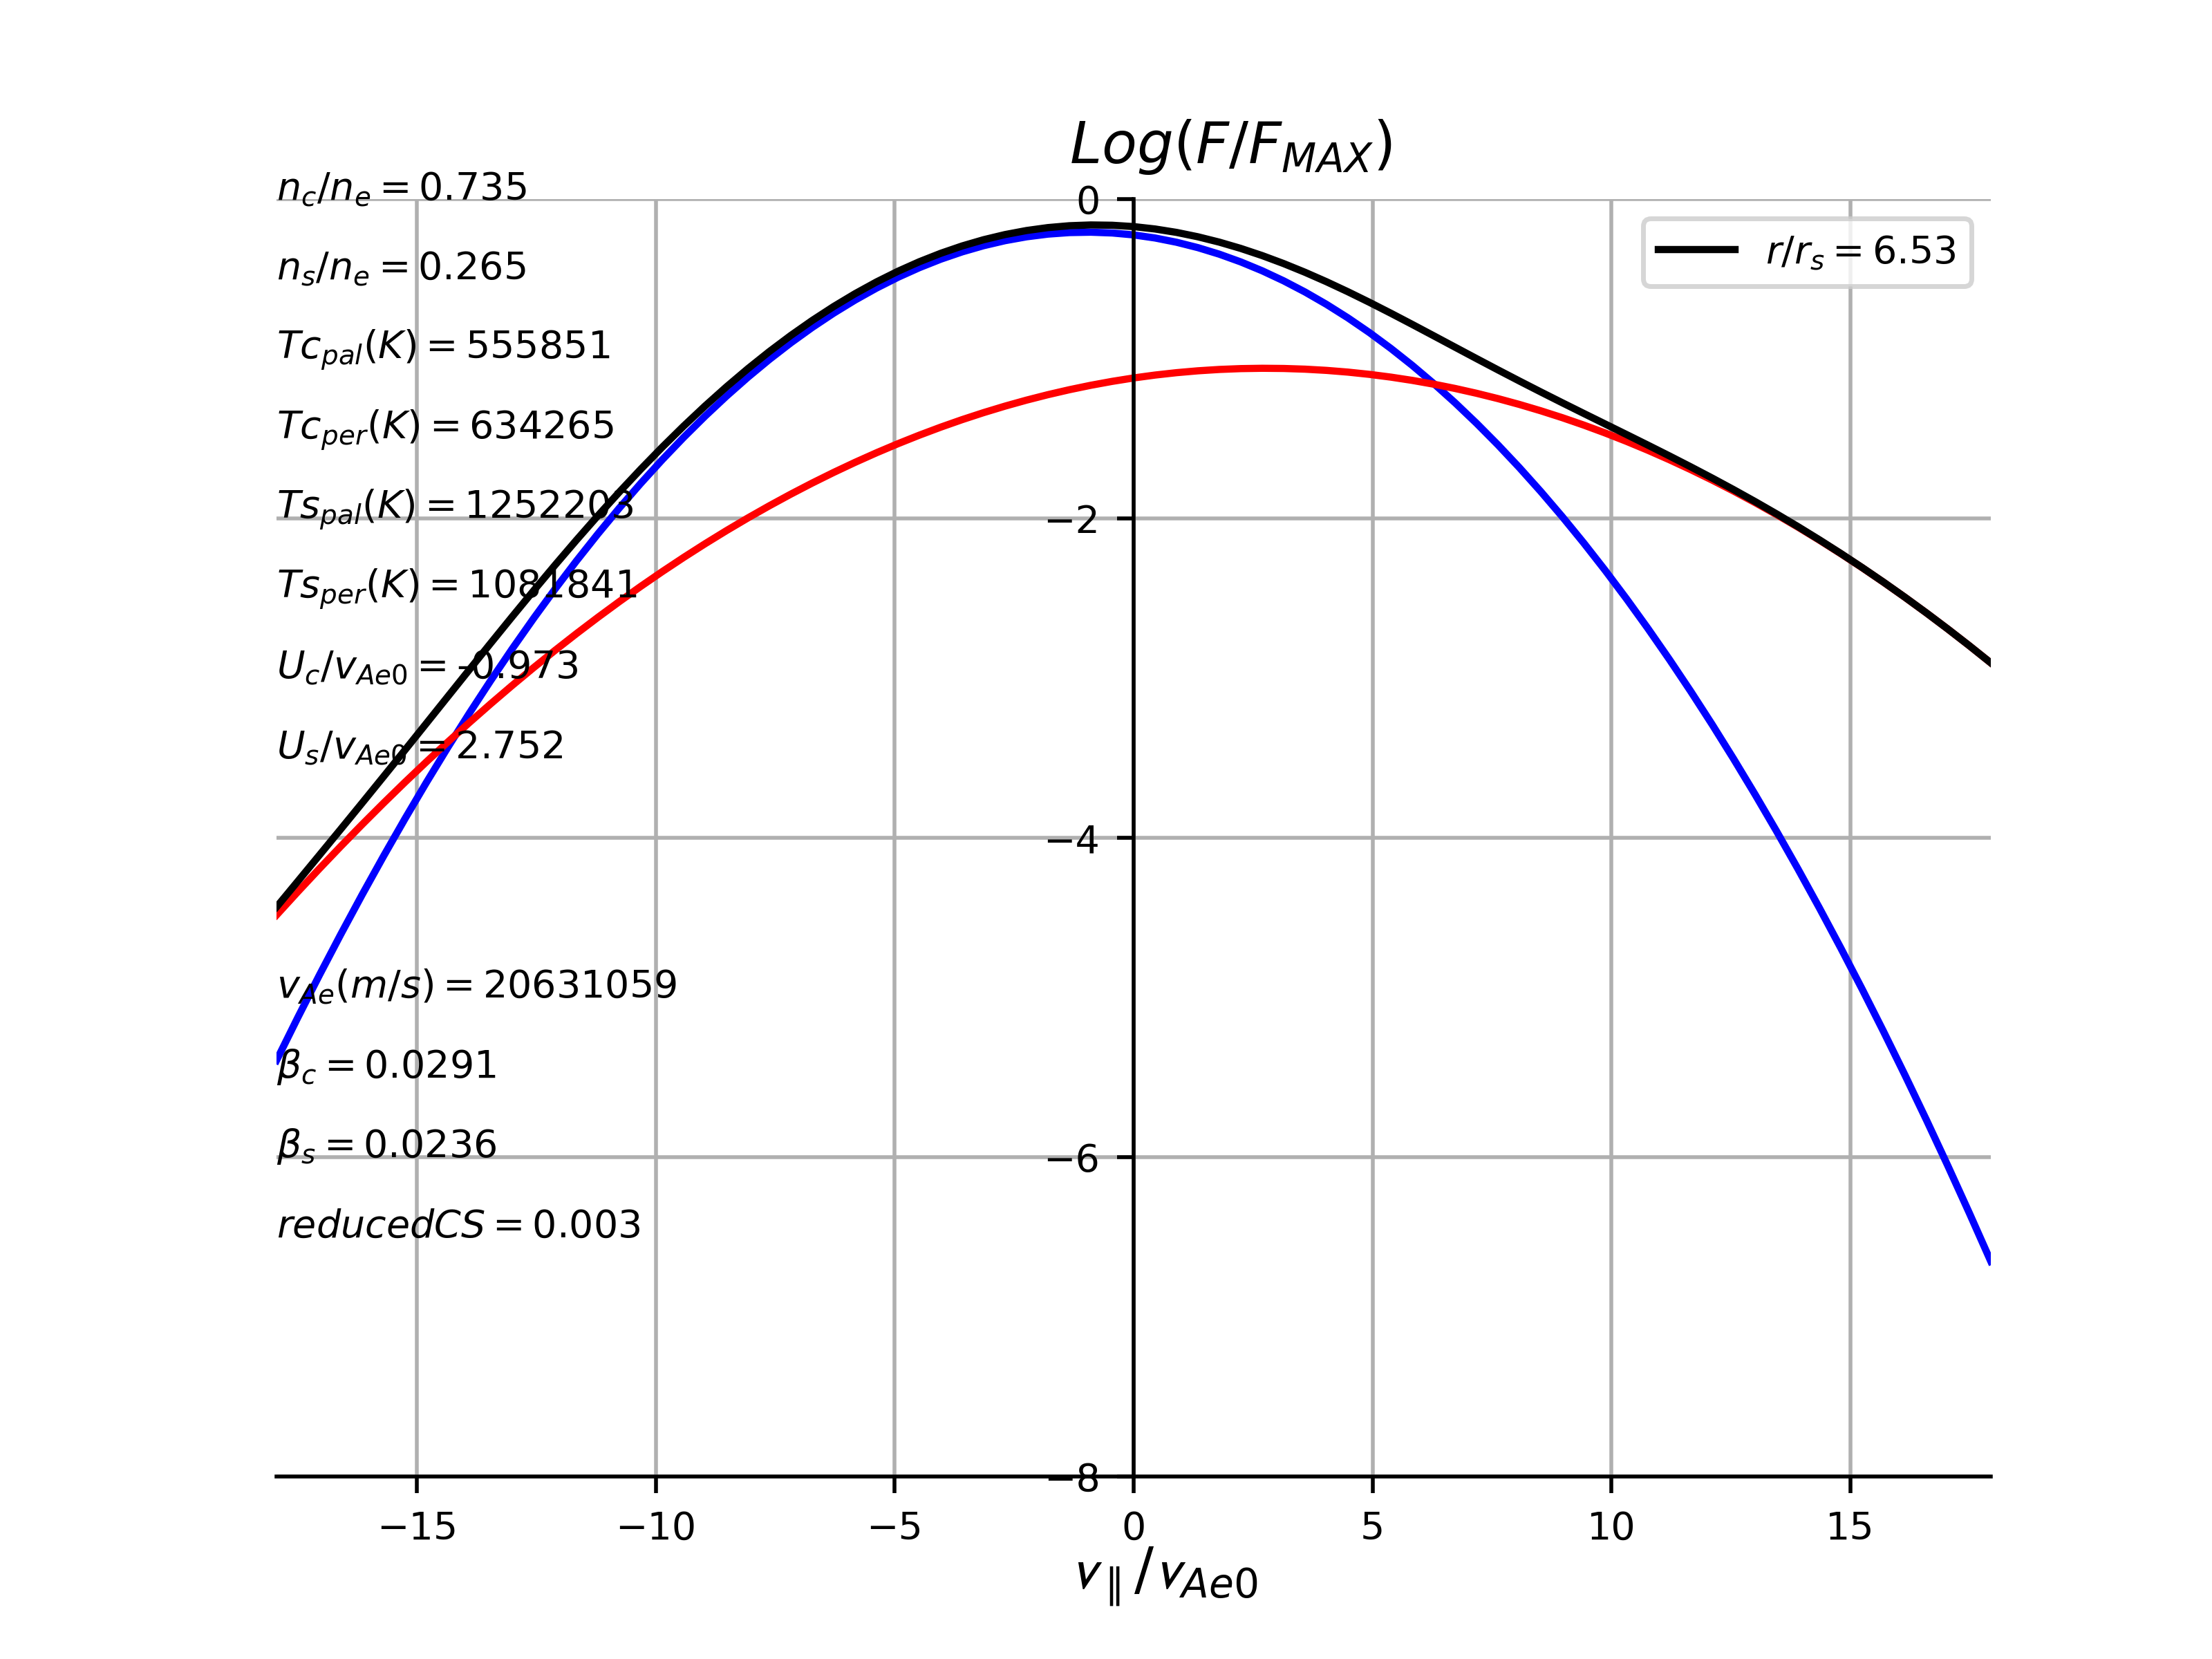 Log(F/F_MAX)
n_c/n_e = 0.735
0
r/r_s = 6.53
n_s/n_e = 0.265
Tc_pal(K) = 555851
Tc_per(K) = 634265
Ts_pal(K) = 1252203
−2
Ts_per(K) = 1081841
U_c/v_Ae0 = -0.973
U_s/v_Ae0 = 2.752
−4
v_Ae(m/s) = 20631059
β_c = 0.0291
β_s = 0.0236
−6
reducedCS = 0.003
−8
−15 −10 −5 0 5 10 15
v_∥/v_Ae0